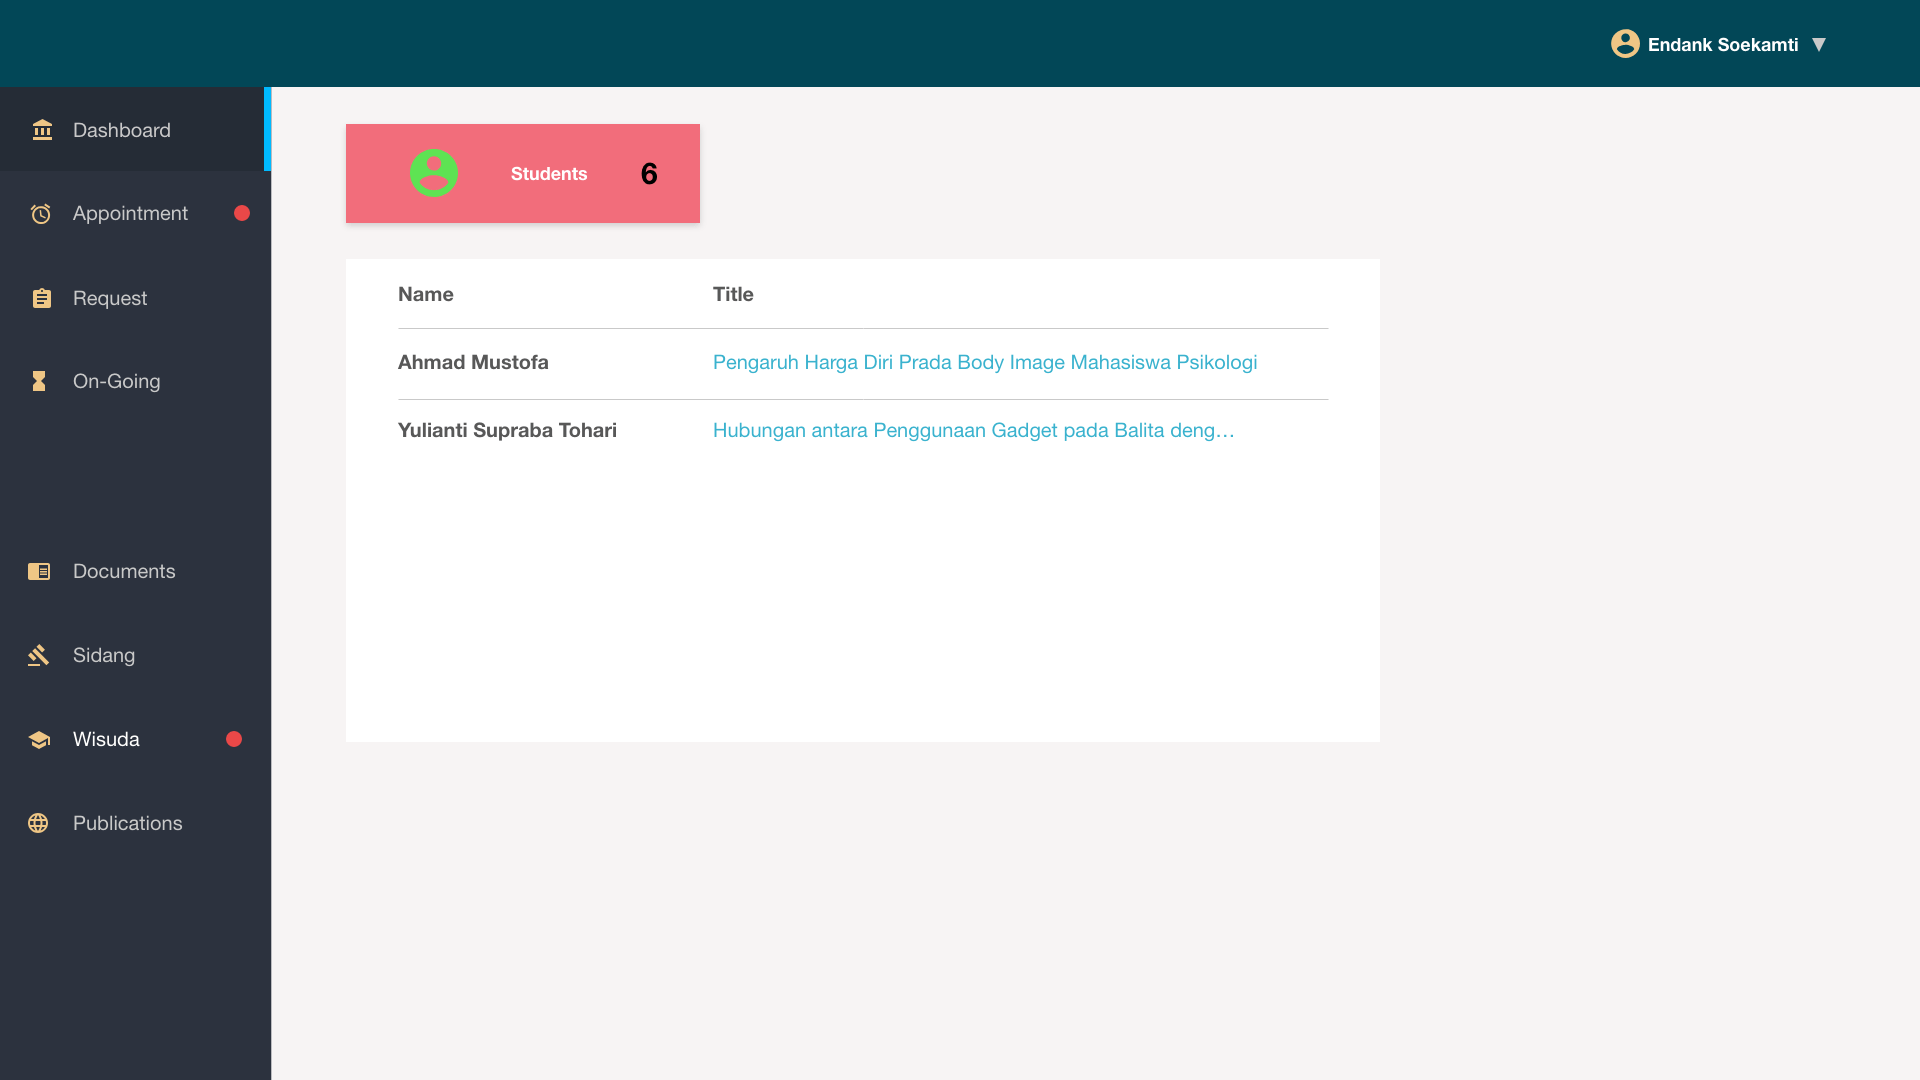 Endank Soekamti ▼
Dashboard
Appointment
Request
On-Going
Documents
Sidang
Wisuda
Publications
Students 6
Name Title
Ahmad Mustofa Pengaruh Harga Diri Prada Body Image Mahasiswa Psikologi
Yulianti Supraba Tohari Hubungan antara Penggunaan Gadget pada Balita deng…